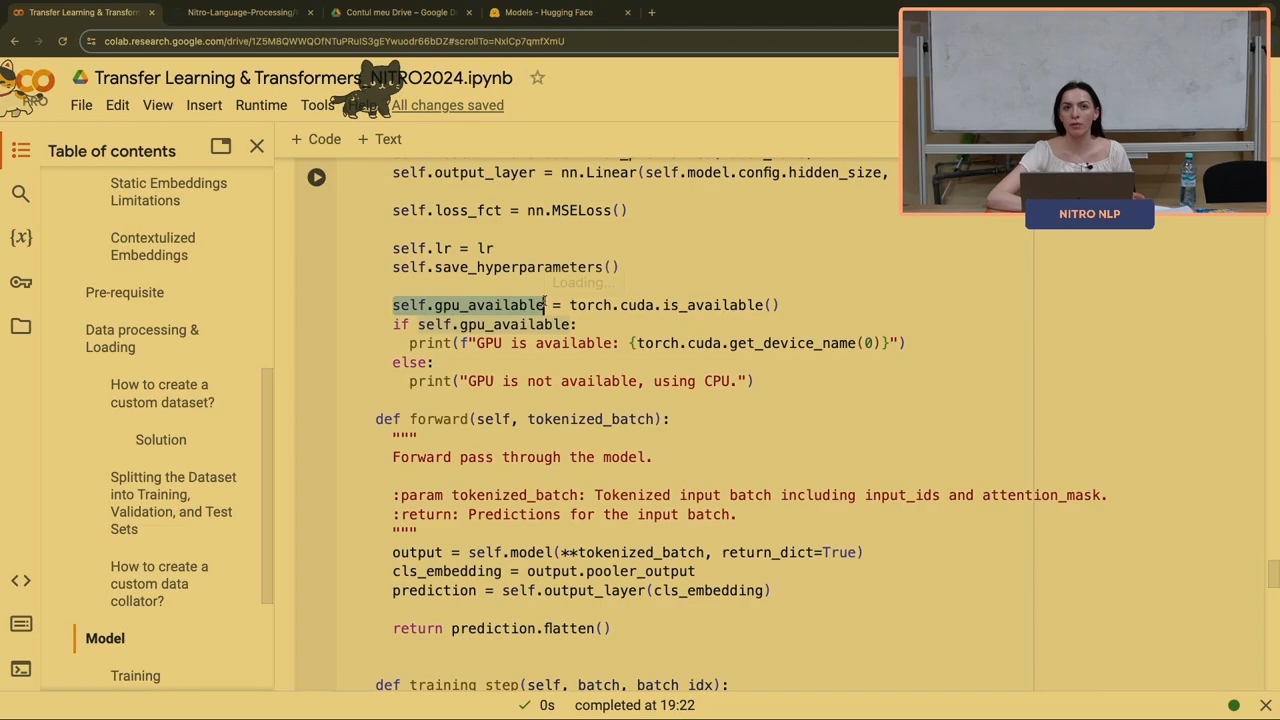 Transfer Learning & Transform
Nitro-Language-Processing/
Contul meu Drive – Google D
Models - Hugging Face
colab.research.google.com/drive/1Z5M8QWWQOfNTuPRuIS3gEYwuodr66bDZ#scrollTo=NxlCp7qmfXmU
CO
PRO
Transfer Learning & Transformers_NITRO2024.ipynb
File Edit View Insert Runtime Tools Help All changes saved
NITRO NLP
+ Code + Text
Table of contents
Static Embeddings
Limitations
Contextulized
Embeddings
Pre-requisite
Data processing &
Loading
How to create a
custom dataset?
Solution
Splitting the Dataset
into Training,
Validation, and Test
Sets
How to create a
custom data
collator?
Model
Training
{x}
self.output_layer = nn.Linear(self.model.config.hidden_size,
self.loss_fct = nn.MSELoss()
self.lr = lr
self.save_hyperparameters()
Loading...
self.gpu_available = torch.cuda.is_available()
if self.gpu_available:
print(f"GPU is available: {torch.cuda.get_device_name(0)}")
else:
print("GPU is not available, using CPU.")
def forward(self, tokenized_batch):
"""
Forward pass through the model.
:param tokenized_batch: Tokenized input batch including input_ids and attention_mask.
:return: Predictions for the input batch.
"""
output = self.model(**tokenized_batch, return_dict=True)
cls_embedding = output.pooler_output
prediction = self.output_layer(cls_embedding)
return prediction.flatten()
def training_step(self, batch, batch_idx):
0s completed at 19:22